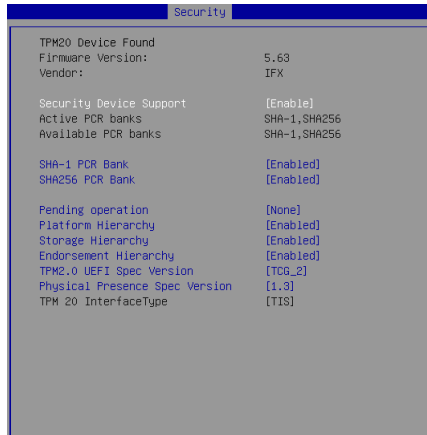 Security
TPM20 Device Found
Firmware Version: 5.63
Vendor: IFX
Security Device Support [Enable]
Active PCR banks SHA-1,SHA256
Available PCR banks SHA-1,SHA256
SHA-1 PCR Bank [Enabled]
SHA256 PCR Bank [Enabled]
Pending operation [None]
Platform Hierarchy [Enabled]
Storage Hierarchy [Enabled]
Endorsement Hierarchy [Enabled]
TPM2.0 UEFI Spec Version [TCG_2]
Physical Presence Spec Version [1.3]
TPM 20 InterfaceType [TIS]